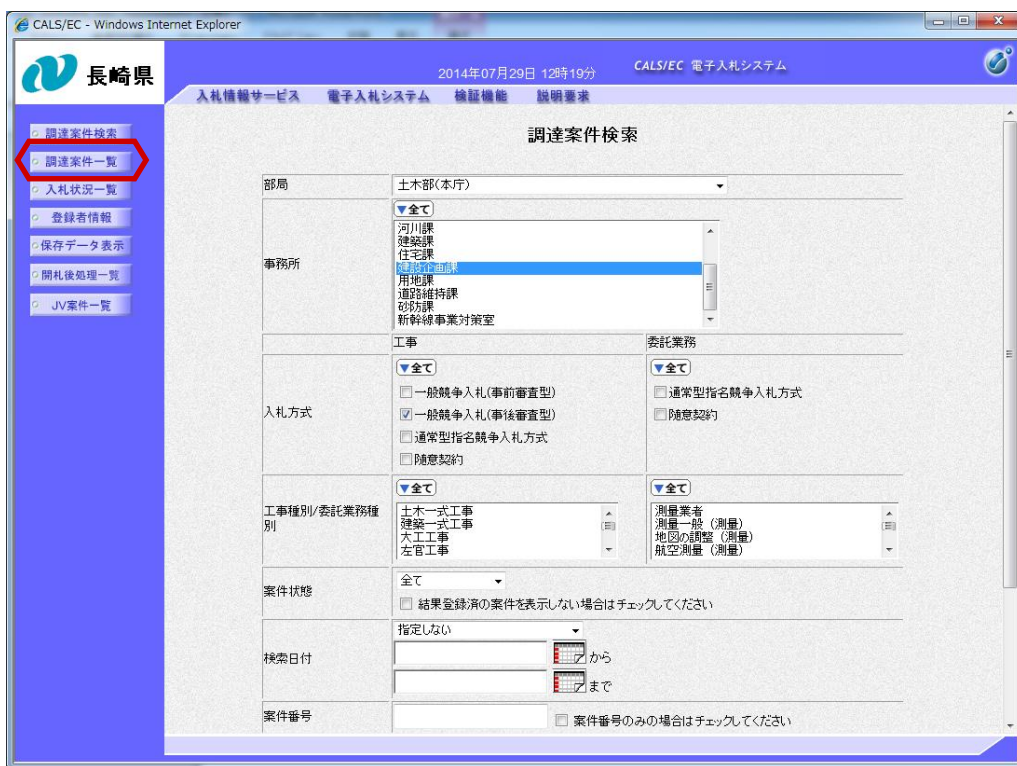 CALS/EC - Windows Internet Explorer
長崎県
2014年07月29日 12時19分
CALS/EC 電子入札システム
入札情報サービス 電子入札システム 検証機能 説明要求
調達案件検索
調達案件一覧
入札状況一覧
登録者情報
保存データ表示
開札後処理一覧
JV案件一覧
調達案件検索
部局 土木部(本庁)
事務所
▼全て
河川課
建築課
住宅課
建設企画課
用地課
道路維持課
砂防課
新幹線事業対策室
工事 委託業務
入札方式
▼全て ▼全て
一般競争入札(事前審査型) 通常型指名競争入札方式
一般競争入札(事後審査型) 随意契約
通常型指名競争入札方式
随意契約
工事種別/委託業務種別
▼全て ▼全て
土木一式工事 測量業者
建築一式工事 測量一般 (測量)
大工工事 地図の調整 (測量)
左官工事 航空測量 (測量)
案件状態 全て
結果登録済の案件を表示しない場合はチェックしてください
検索日付 指定しない
から
まで
案件番号 案件番号のみの場合はチェックしてください